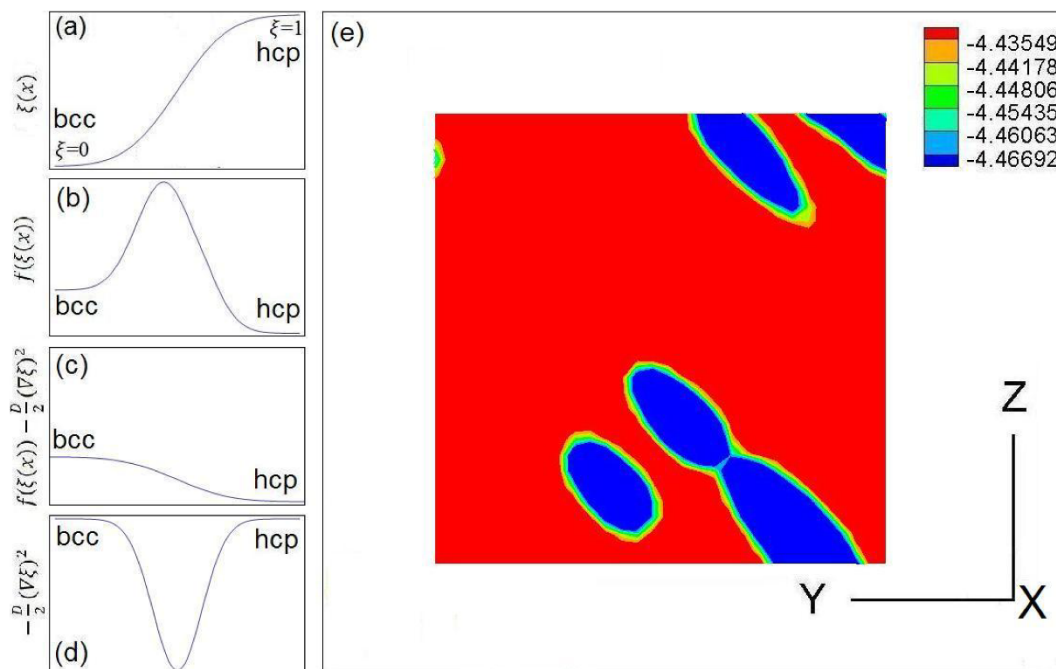 (a)
ξ=1
hcp
bcc
ξ=0
ξ(x)
(b)
bcc
hcp
f(ξ(x))
(c)
bcc
hcp
f(ξ(x)) − D/2 (∇ξ)²
bcc
hcp
(d)
− D/2 (∇ξ)²
(e)
-4.43549
-4.44178
-4.44806
-4.45435
-4.46063
-4.46692
Z
Y
X